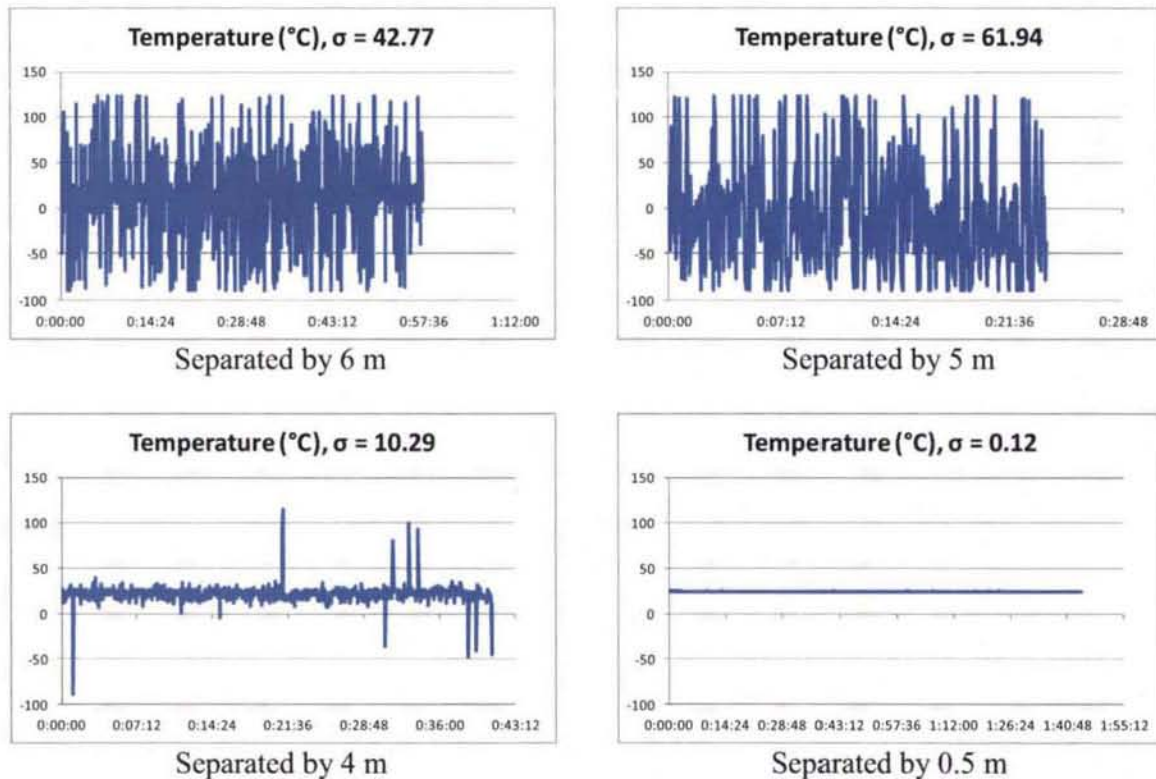 Temperature (°C), σ = 42.77
150
100
50
0
-50
-100
0:00:00 0:14:24 0:28:48 0:43:12 0:57:36 1:12:00
Separated by 6 m
Temperature (°C), σ = 61.94
150
100
50
0
-50
-100
0:00:00 0:07:12 0:14:24 0:21:36 0:28:48
Separated by 5 m
Temperature (°C), σ = 10.29
150
100
50
0
-50
-100
0:00:00 0:07:12 0:14:24 0:21:36 0:28:48 0:36:00 0:43:12
Separated by 4 m
Temperature (°C), σ = 0.12
150
100
50
0
-50
-100
0:00:00 0:14:24 0:28:48 0:43:12 0:57:36 1:12:00 1:26:24 1:40:48 1:55:12
Separated by 0.5 m